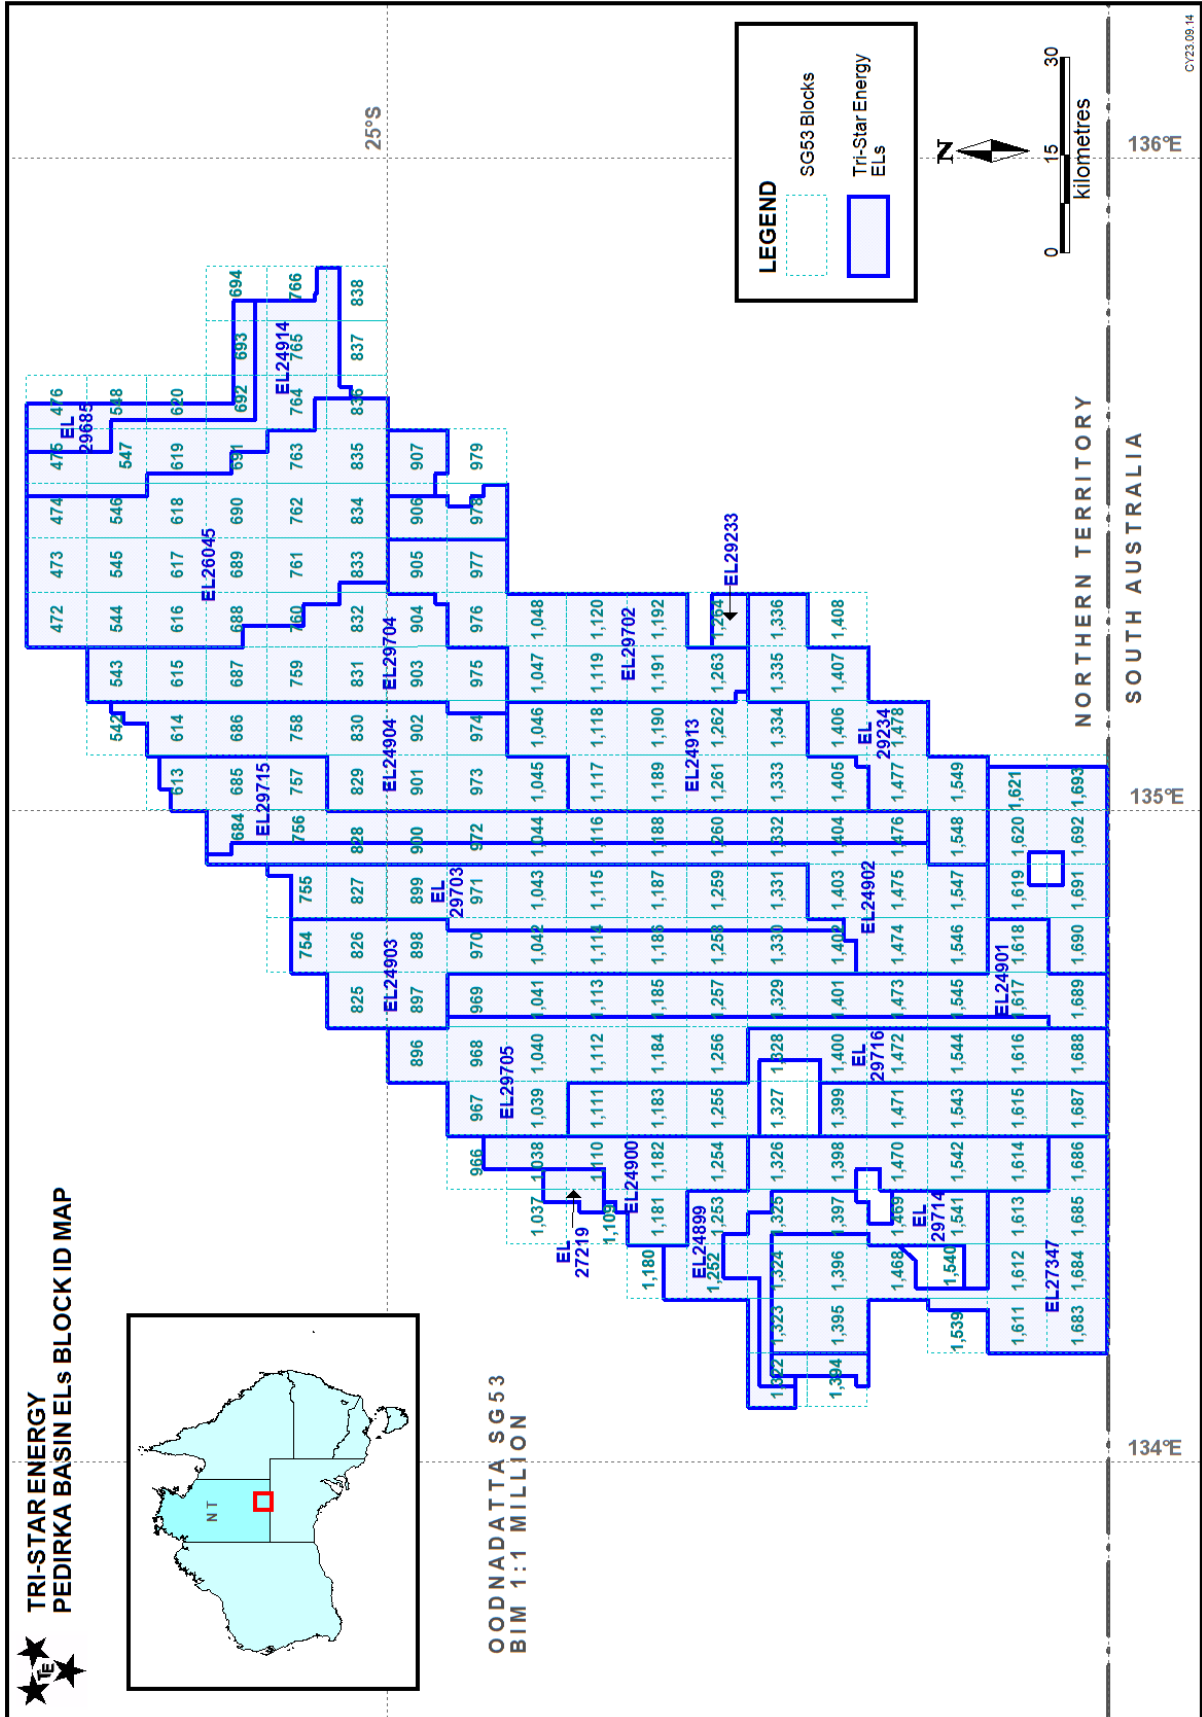 TRI-STAR ENERGY
PEDIRKA BASIN ELs BLOCK ID MAP
TE
NT
OODNADATTA SG53
BIM 1:1 MILLION
472 473 474 475 476
EL
29685
542 543 544 545 546 547 548
613 614 615 616 617 618 619 620
EL26045
684 685 686 687 688 689 690 691 692 693 694
EL29715
EL24914
754 755 756 757 758 759 760 761 762 763 764 765 766
825 826 827 828 829 830 831 832 833 834 835 836 837 838
25°S
EL24903
EL24904
EL29704
896 897 898 899 900 901 902 903 904 905 906 907
EL
29703
966 967 968 969 970 971 972 973 974 975 976 977 978 979
EL29705
1,037 1,038 1,039 1,040 1,041 1,042 1,043 1,044 1,045 1,046 1,047 1,048
EL
27219
1,109 1,110 1,111 1,112 1,113 1,114 1,115 1,116 1,117 1,118 1,119 1,120
EL24900
EL29702
1,180 1,181 1,182 1,183 1,184 1,185 1,186 1,187 1,188 1,189 1,190 1,191 1,192
EL24899
EL24913
EL29233
1,252 1,253 1,254 1,255 1,256 1,257 1,258 1,259 1,260 1,261 1,262 1,263 1,264
1,322 1,323 1,324 1,325 1,326 1,327 1,328 1,329 1,330 1,331 1,332 1,333 1,334 1,335 1,336
1,394 1,395 1,396 1,397 1,398 1,399 1,400 1,401 1,402 1,403 1,404 1,405 1,406 1,407 1,408
EL
29716
EL24902
EL
29234
1,468 1,469 1,470 1,471 1,472 1,473 1,474 1,475 1,476 1,477 1,478
EL
29714
1,539 1,540 1,541 1,542 1,543 1,544 1,545 1,546 1,547 1,548 1,549
EL24901
1,611 1,612 1,613 1,614 1,615 1,616 1,617 1,618 1,619 1,620 1,621
EL27347
1,683 1,684 1,685 1,686 1,687 1,688 1,689 1,690 1,691 1,692 1,693
LEGEND
SG53 Blocks
Tri-Star Energy
ELs
N
0 15 30
kilometres
NORTHERN TERRITORY
SOUTH AUSTRALIA
134°E 135°E 136°E
CY23.09.14